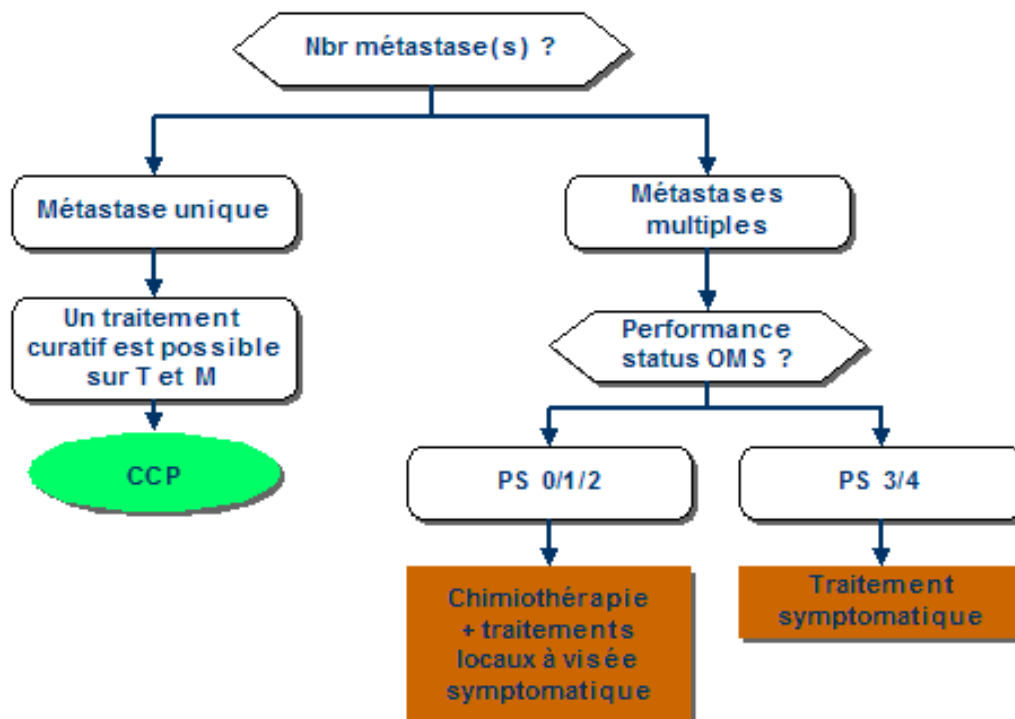 Nbr métastase(s) ?
Métastase unique
Métastases
multiples
Un traitement
curatif est possible
sur T et M
Performance
status OMS ?
CCP
PS 0/1/2
PS 3/4
Chimiothérapie
+ traitements
locaux à visée
symptomatique
Traitement
symptomatique